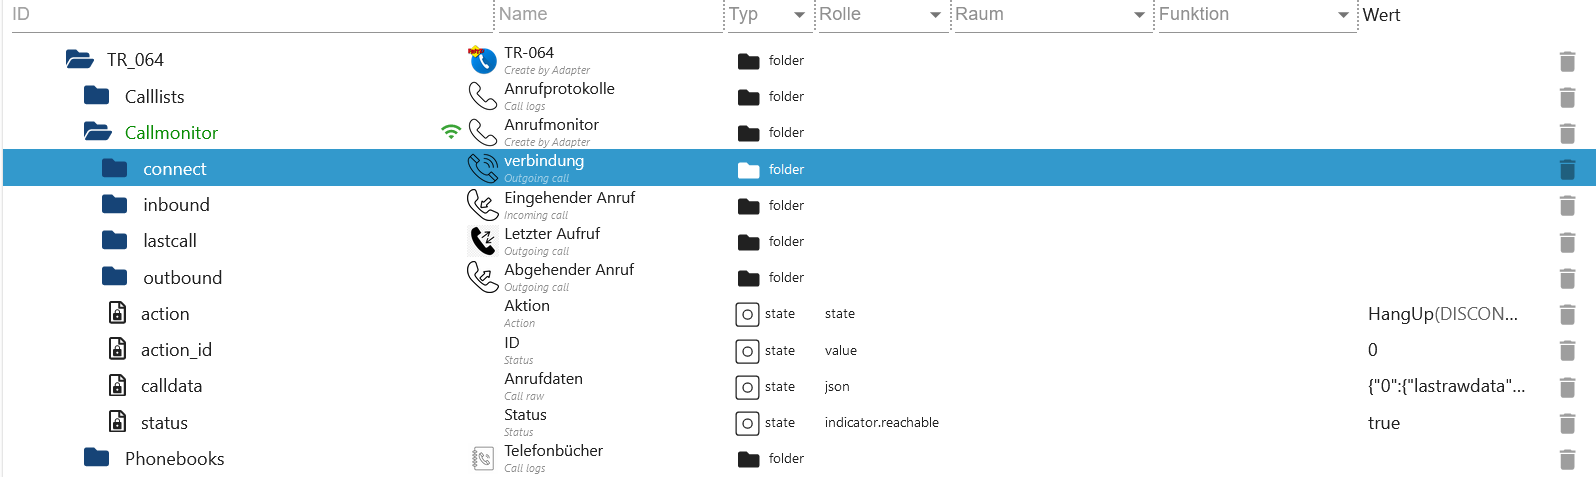 ID Name Typ Rolle Raum Funktion Wert
TR_064 TR-064 folder
Create by Adapter
Calllists Anrufprotokolle folder
Call logs
Callmonitor Anrufmonitor folder
Create by Adapter
connect verbindung folder
Outgoing call
inbound Eingehender Anruf folder
Incoming call
lastcall Letzter Aufruf folder
Outgoing call
outbound Abgehender Anruf folder
Outgoing call
action Aktion state state HangUp(DISCON...
Action
action_id ID state value 0
Status
calldata Anrufdaten state json {"0":{"lastrawdata"...
Call raw
status Status state indicator.reachable true
Status
Phonebooks Telefonbücher folder
Call logs